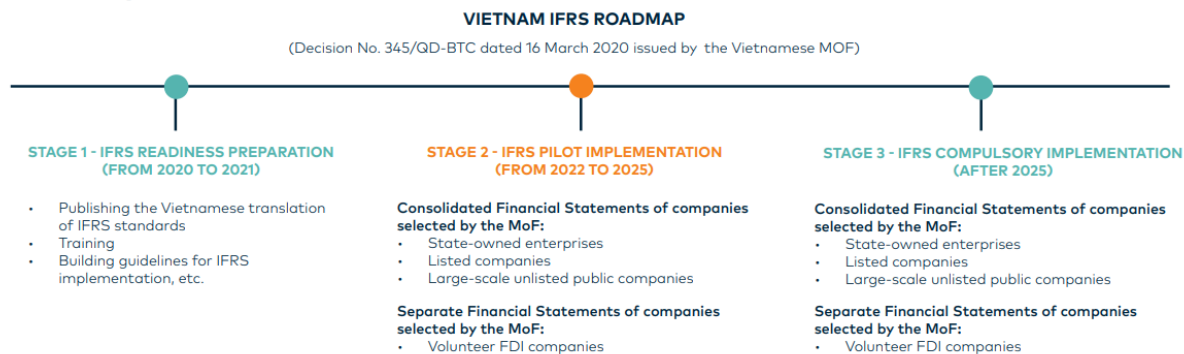 VIETNAM IFRS ROADMAP
(Decision No. 345/QD-BTC dated 16 March 2020 issued by the Vietnamese MOF)
STAGE 1 - IFRS READINESS PREPARATION
(FROM 2020 TO 2021)
• Publishing the Vietnamese translation
of IFRS standards
• Training
• Building guidelines for IFRS
implementation, etc.
STAGE 2 - IFRS PILOT IMPLEMENTATION
(FROM 2022 TO 2025)
Consolidated Financial Statements of companies
selected by the MoF:
• State-owned enterprises
• Listed companies
• Large-scale unlisted public companies
Separate Financial Statements of companies
selected by the MoF:
• Volunteer FDI companies
STAGE 3 - IFRS COMPULSORY IMPLEMENTATION
(AFTER 2025)
Consolidated Financial Statements of companies
selected by the MoF:
• State-owned enterprises
• Listed companies
• Large-scale unlisted public companies
Separate Financial Statements of companies
selected by the MoF:
• Volunteer FDI companies